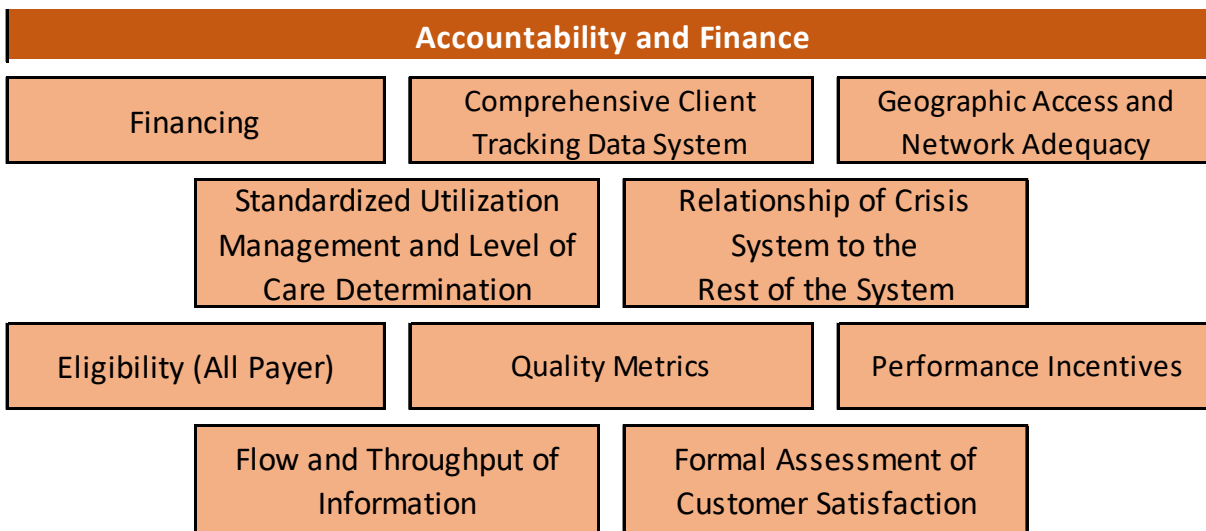 Accountability and Finance
Financing
Comprehensive Client
Tracking Data System
Geographic Access and
Network Adequacy
Standardized Utilization
Management and Level of
Care Determination
Relationship of Crisis
System to the
Rest of the System
Eligibility (All Payer)
Quality Metrics
Performance Incentives
Flow and Throughput of
Information
Formal Assessment of
Customer Satisfaction